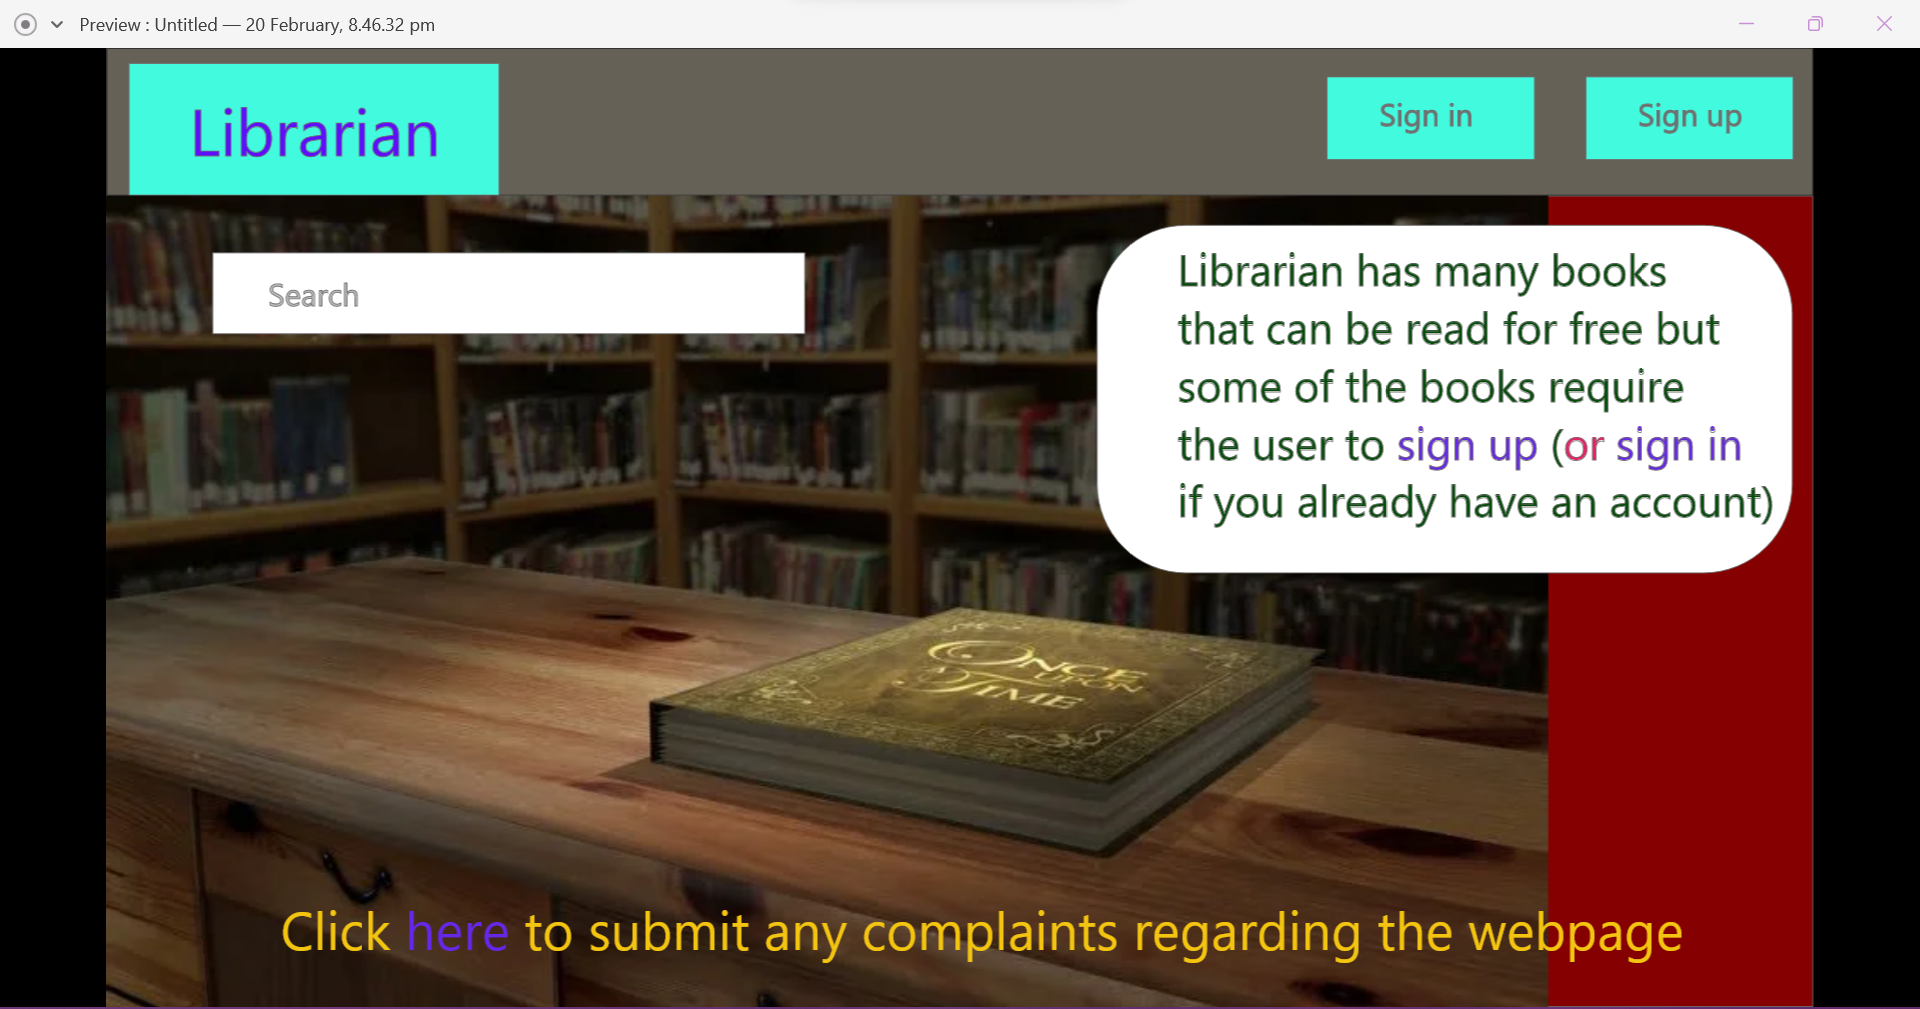 Preview : Untitled — 20 February, 8.46.32 pm
Librarian
Sign in
Sign up
Search
Librarian has many books
that can be read for free but
some of the books require
the user to sign up (or sign in
if you already have an account)
ONCE
UPON
A TIME
Click here to submit any complaints regarding the webpage